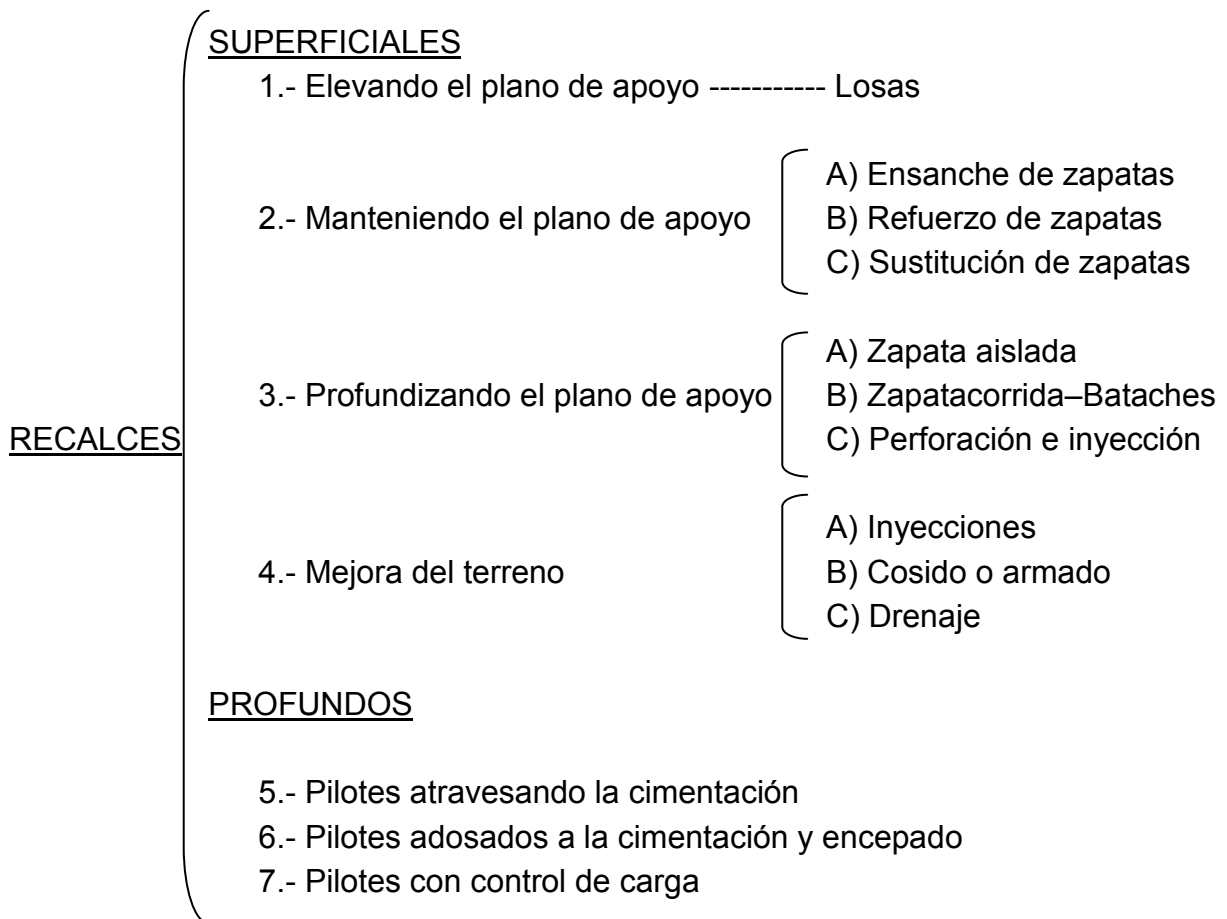 SUPERFICIALES
1.- Elevando el plano de apoyo ----------- Losas
A) Ensanche de zapatas
2.- Manteniendo el plano de apoyo
B) Refuerzo de zapatas
C) Sustitución de zapatas
A) Zapata aislada
3.- Profundizando el plano de apoyo
B) Zapatacorrida–Bataches
RECALCES
C) Perforación e inyección
A) Inyecciones
4.- Mejora del terreno
B) Cosido o armado
C) Drenaje
PROFUNDOS
5.- Pilotes atravesando la cimentación
6.- Pilotes adosados a la cimentación y encepado
7.- Pilotes con control de carga